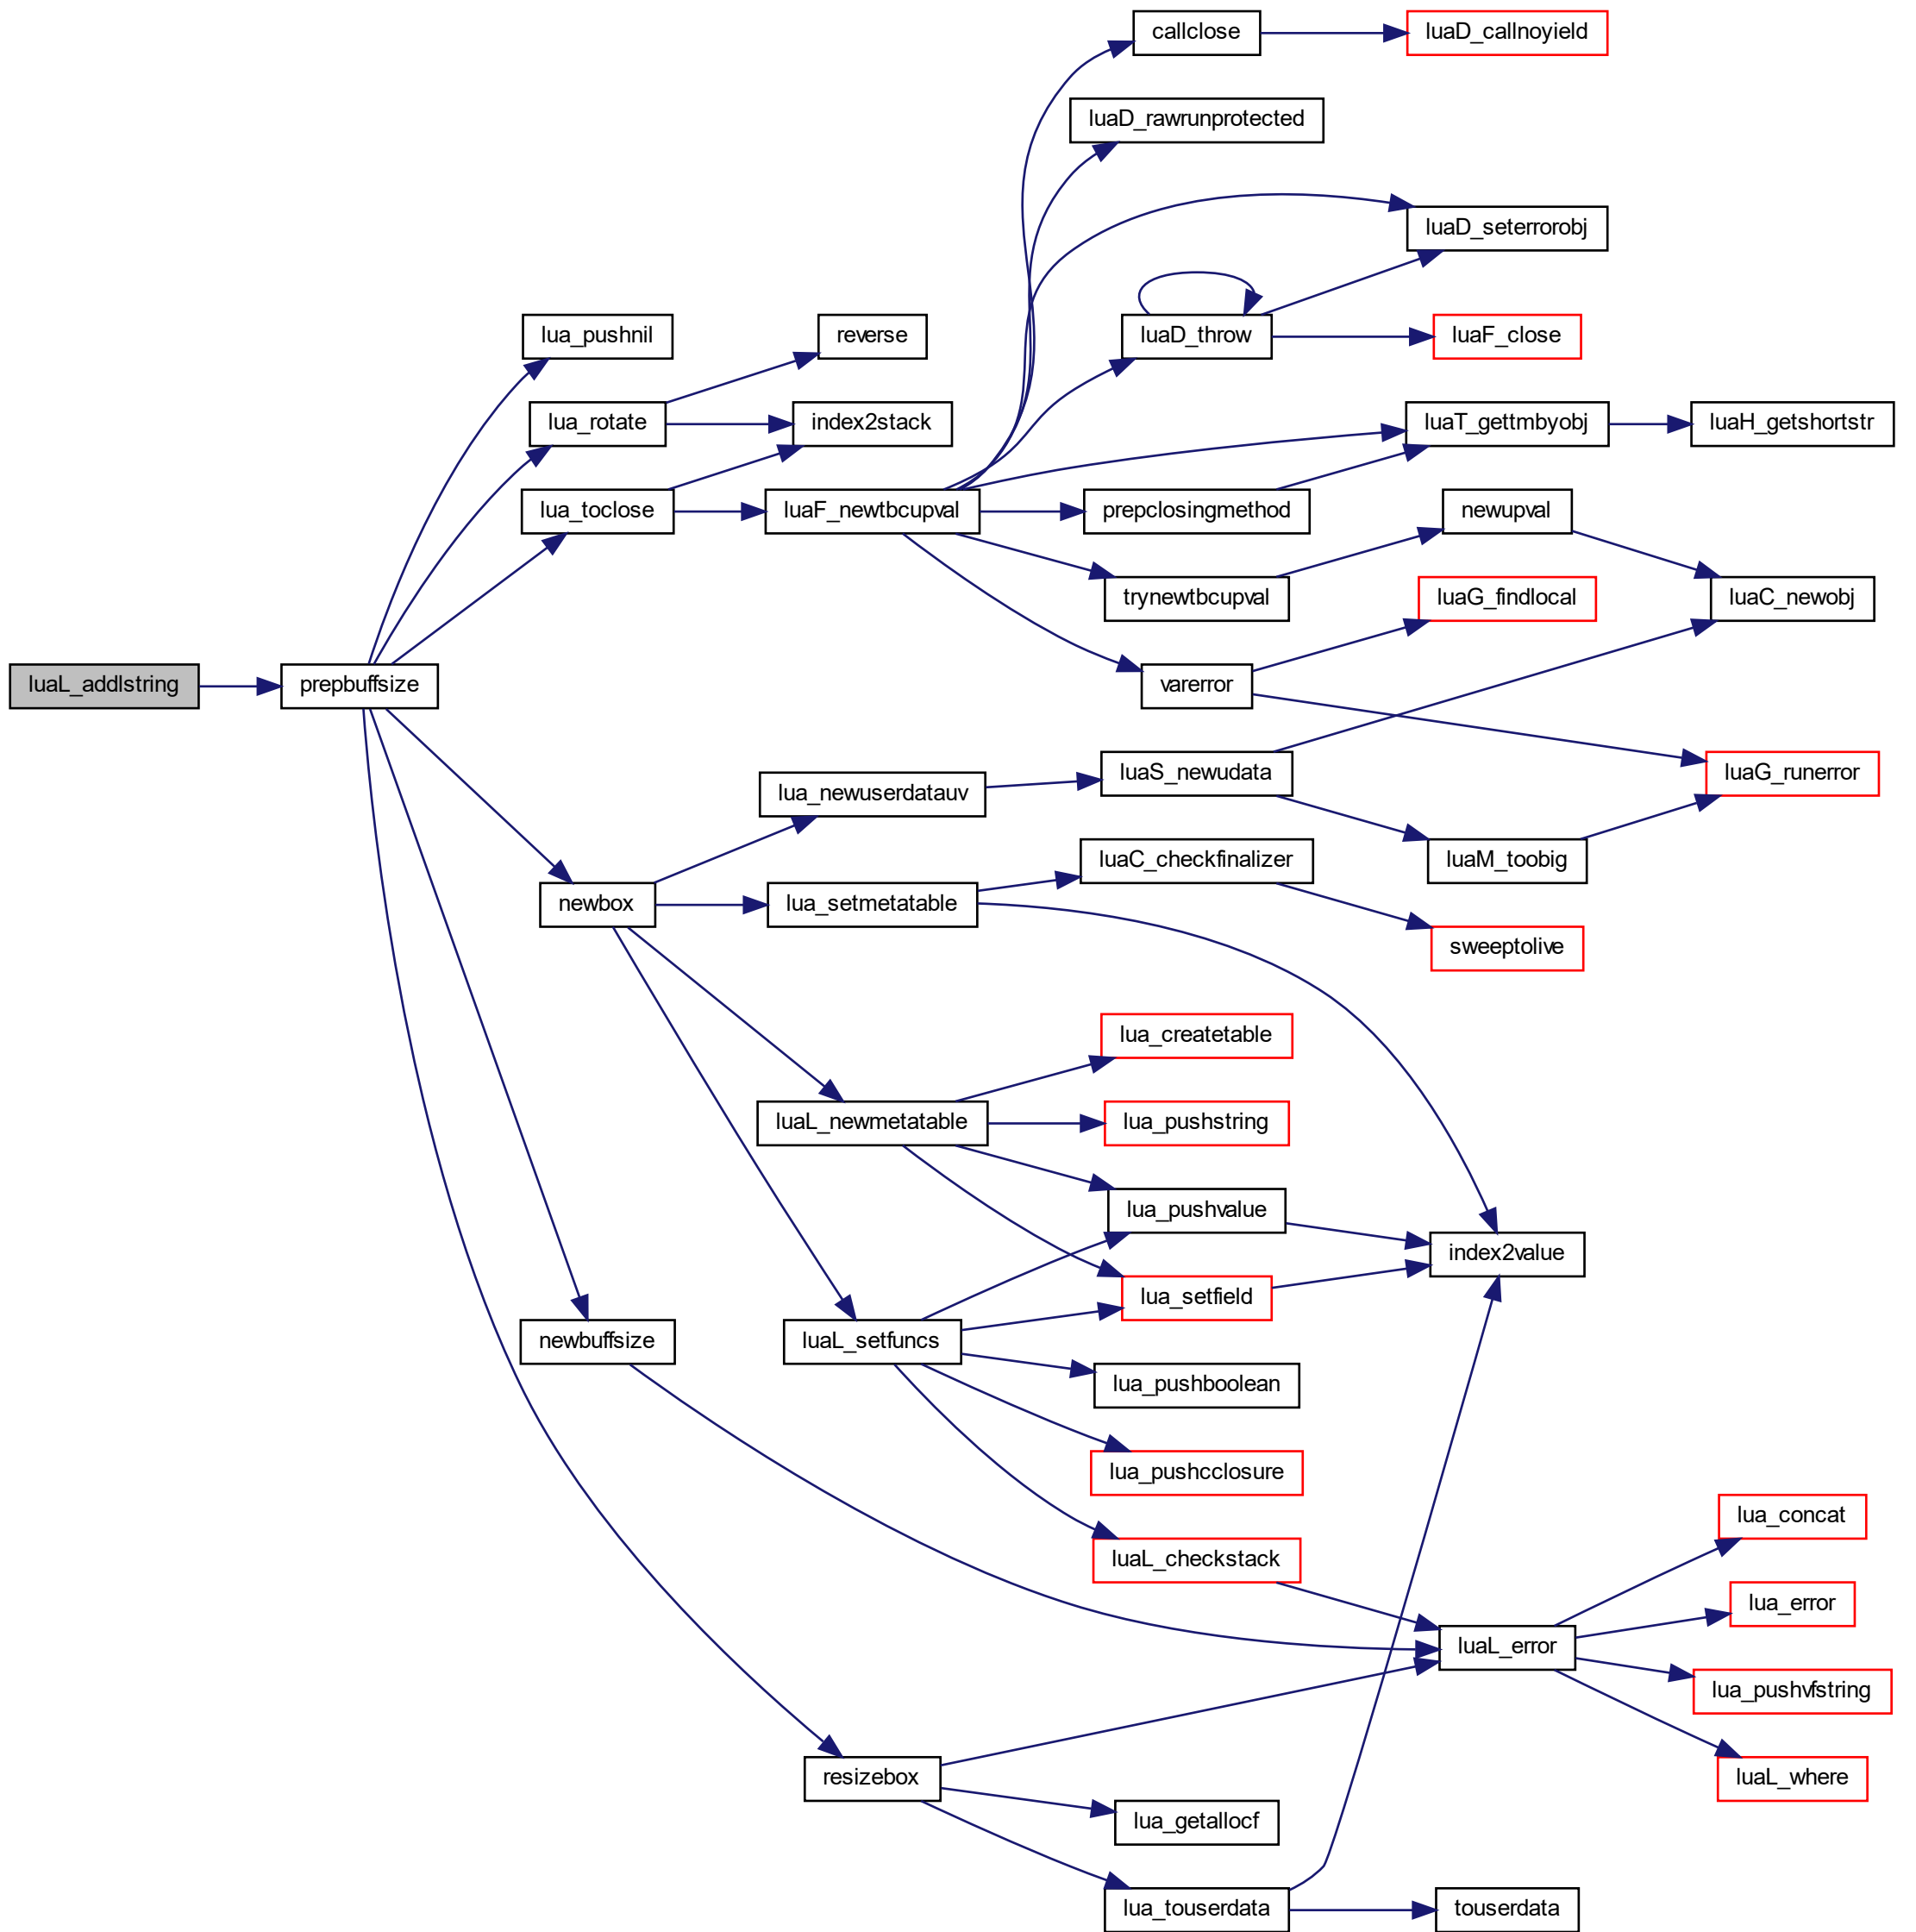 callclose
luaD_callnoyield
luaD_rawrunprotected
luaD_seterrorobj
lua_pushnil
reverse
luaD_throw
luaF_close
lua_rotate
index2stack
luaT_gettmbyobj
luaH_getshortstr
lua_toclose
luaF_newtbcupval
prepclosingmethod
newupval
trynewtbcupval
luaG_findlocal
luaC_newobj
luaL_addlstring
prepbuffsize
varerror
lua_newuserdatauv
luaS_newudata
luaG_runerror
luaC_checkfinalizer
luaM_toobig
newbox
lua_setmetatable
sweeptolive
lua_createtable
luaL_newmetatable
lua_pushstring
lua_pushvalue
index2value
lua_setfield
newbuffsize
luaL_setfuncs
lua_pushboolean
lua_pushcclosure
lua_concat
luaL_checkstack
lua_error
luaL_error
lua_pushvfstring
resizebox
luaL_where
lua_getallocf
lua_touserdata
touserdata